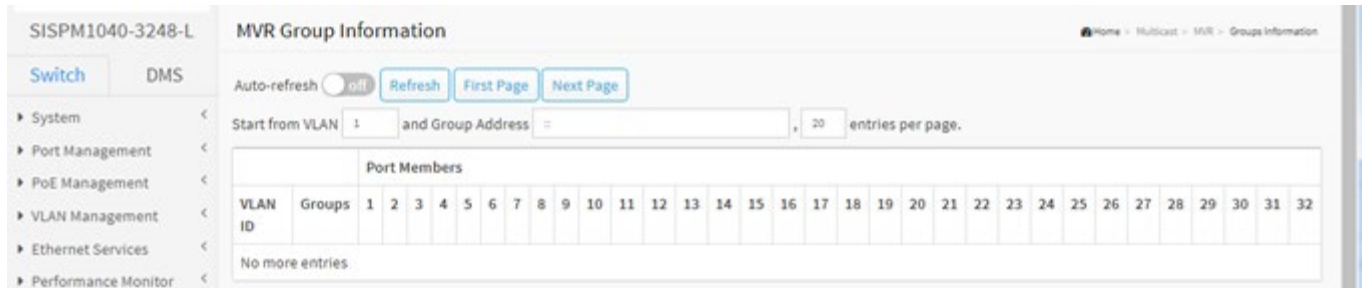 SISPM1040-3248-L
MVR Group Information
Home > Multicast > MVR > Groups Information
Switch DMS
Auto-refresh off Refresh First Page Next Page
System
Start from VLAN 1 and Group Address :: , 20 entries per page.
Port Management
PoE Management
VLAN Management
Ethernet Services
Performance Monitor
Port Members
VLAN ID Groups 1 2 3 4 5 6 7 8 9 10 11 12 13 14 15 16 17 18 19 20 21 22 23 24 25 26 27 28 29 30 31 32
No more entries